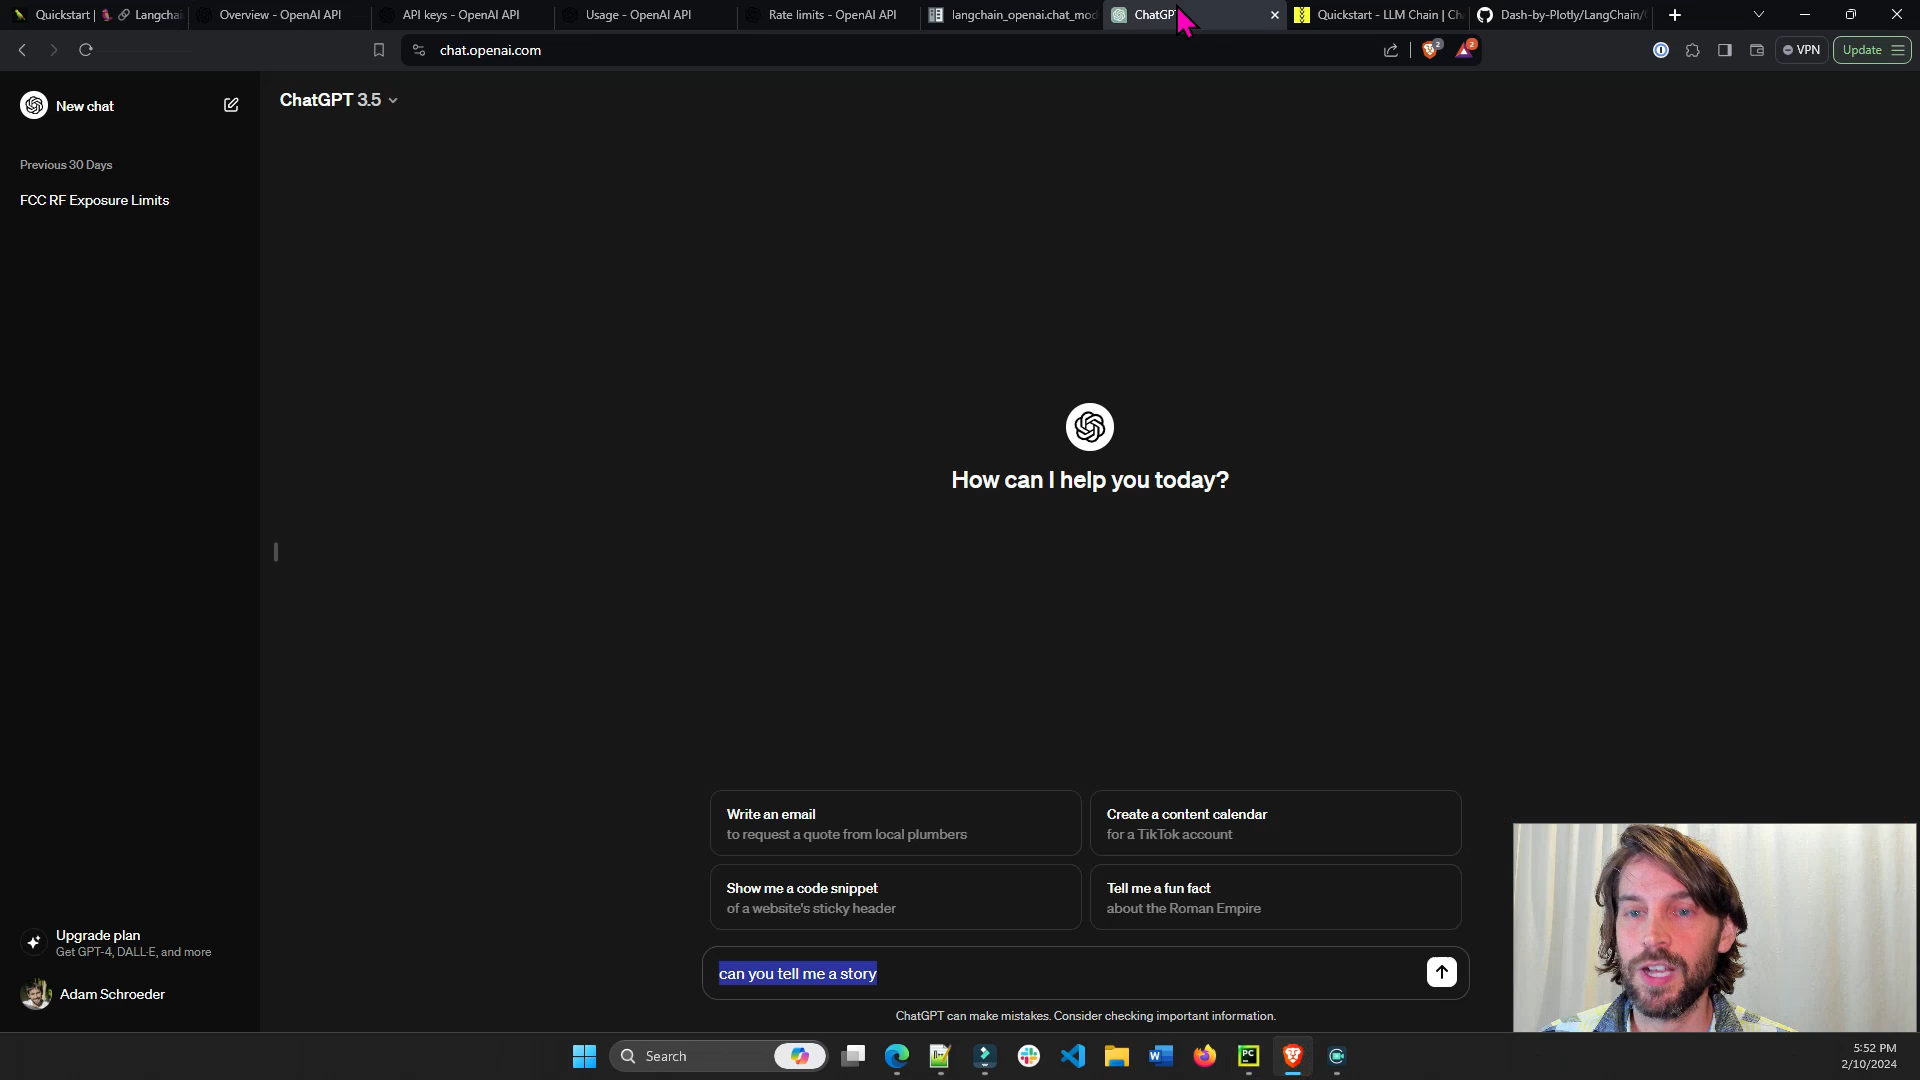 Quickstart | Langchai
Overview - OpenAI API
API keys - OpenAI API
Usage - OpenAI API
Rate limits - OpenAI API
langchain_openai.chat_mod
ChatGPT
Quickstart - LLM Chain | Ch
Dash-by-Plotly/LangChain/
chat.openai.com
2
2
VPN
Update
New chat
ChatGPT 3.5
Previous 30 Days
FCC RF Exposure Limits
How can I help you today?
Write an email
to request a quote from local plumbers
Create a content calendar
for a TikTok account
Show me a code snippet
of a website's sticky header
Tell me a fun fact
about the Roman Empire
Upgrade plan
Get GPT-4, DALL·E, and more
can you tell me a story
Adam Schroeder
ChatGPT can make mistakes. Consider checking important information.
Search
PC
5:52 PM
2/10/2024